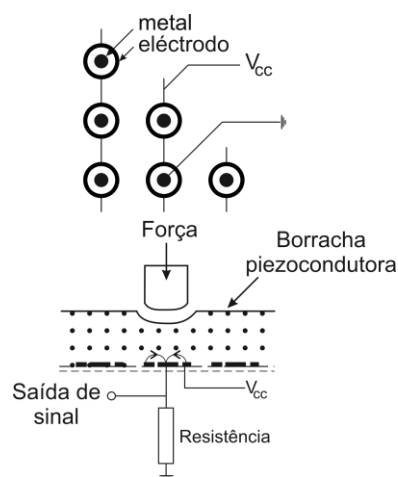 metal
eléctrodo
Vcc
Força
Borracha
piezocondutora
Saída de
sinal
Vcc
Resistência